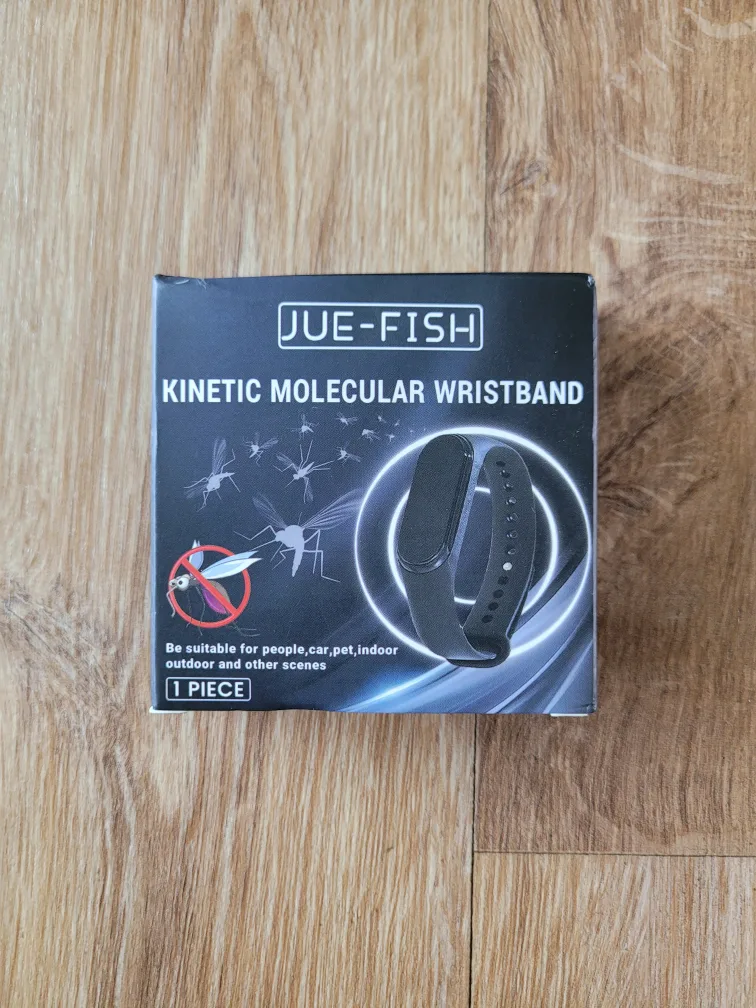 JUE-FISH
KINETIC MOLECULAR WRISTBAND
Be suitable for people,car,pet,indoor
outdoor and other scenes
1 PIECE